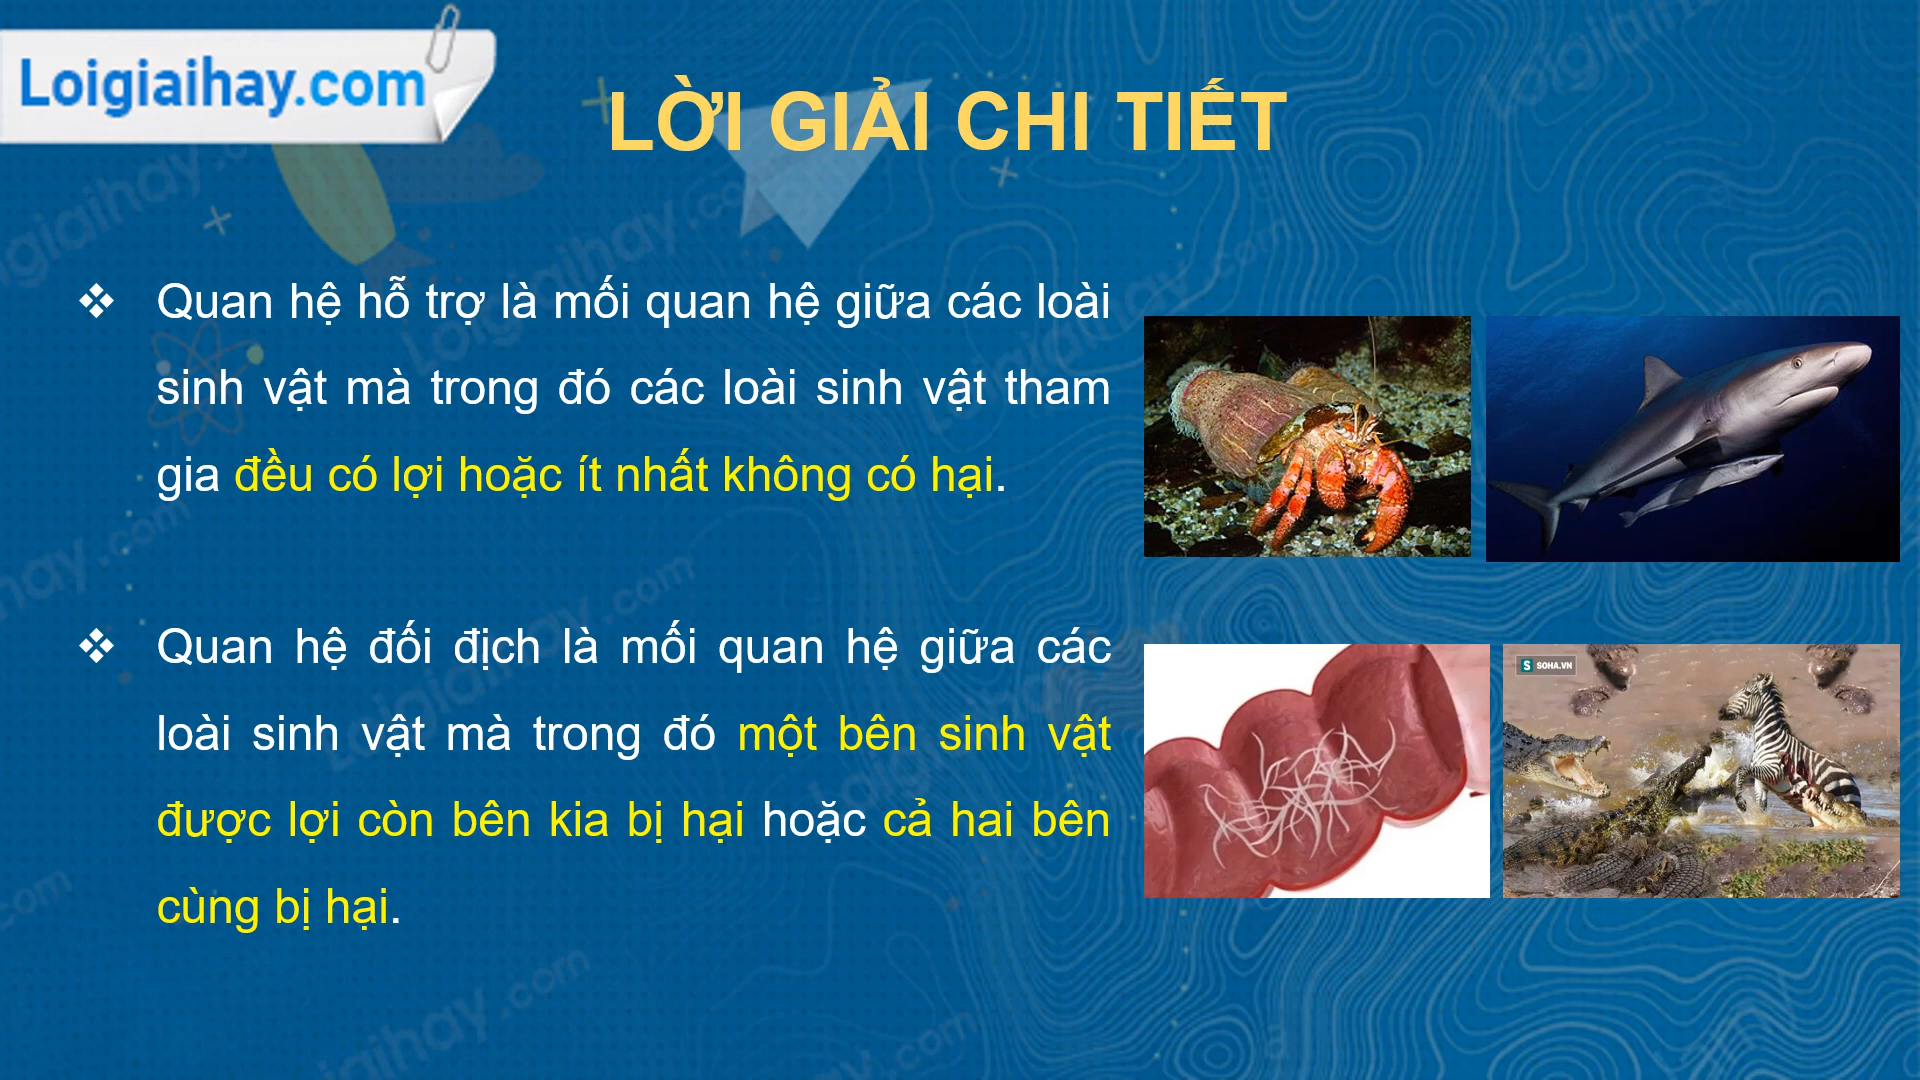 Loigiaihay.com
LỜI GIẢI CHI TIẾT
❖ Quan hệ hỗ trợ là mối quan hệ giữa các loài
sinh vật mà trong đó các loài sinh vật tham
gia đều có lợi hoặc ít nhất không có hại.
❖ Quan hệ đối địch là mối quan hệ giữa các
loài sinh vật mà trong đó một bên sinh vật
được lợi còn bên kia bị hại hoặc cả hai bên
cùng bị hại.
S SOHA.VN